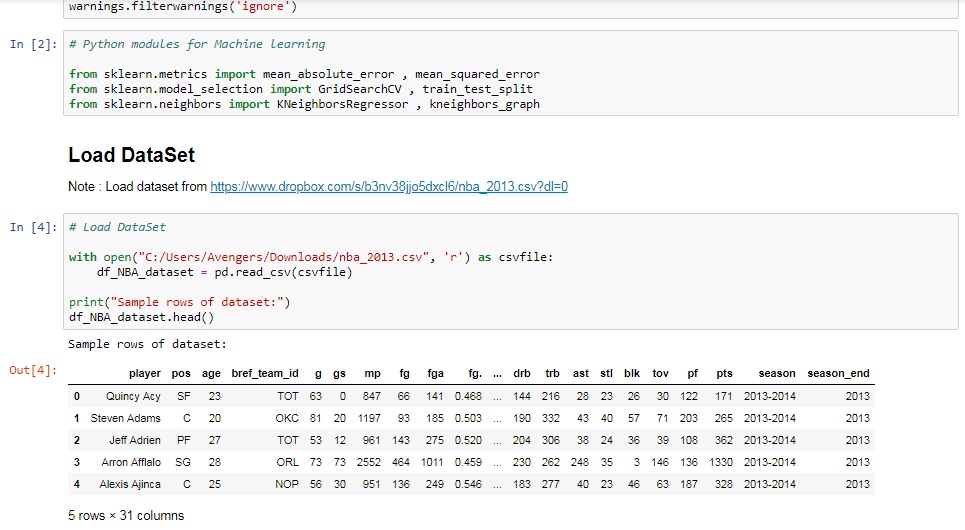 warnings.filterwarnings('ignore')
In [2]: # Python modules for Machine learning
from sklearn.metrics import mean_absolute_error , mean_squared_error
from sklearn.model_selection import GridSearchCV , train_test_split
from sklearn.neighbors import KNeighborsRegressor , kneighbors_graph
Load DataSet
Note : Load dataset from https://www.dropbox.com/s/b3nv38jjo5dxcl6/nba_2013.csv?dl=0
In [4]: # Load DataSet
with open("C:/Users/Avengers/Downloads/nba_2013.csv", 'r') as csvfile:
    df_NBA_dataset = pd.read_csv(csvfile)
print("Sample rows of dataset:")
df_NBA_dataset.head()
Sample rows of dataset:
Out[4]: player pos age bref_team_id g gs mp fg fga fg. ... drb trb ast stl blk tov pf pts season season_end
0 Quincy Acy SF 23 TOT 63 0 847 66 141 0.468 ... 144 216 28 23 26 30 122 171 2013-2014 2013
1 Steven Adams C 20 OKC 81 20 1197 93 185 0.503 ... 190 332 43 40 57 71 203 265 2013-2014 2013
2 Jeff Adrien PF 27 TOT 53 12 961 143 275 0.520 ... 204 306 38 24 36 39 108 362 2013-2014 2013
3 Arron Afflalo SG 28 ORL 73 73 2552 464 1011 0.459 ... 230 262 248 35 3 146 136 1330 2013-2014 2013
4 Alexis Ajinca C 25 NOP 56 30 951 136 249 0.546 ... 183 277 40 23 46 63 187 328 2013-2014 2013
5 rows × 31 columns